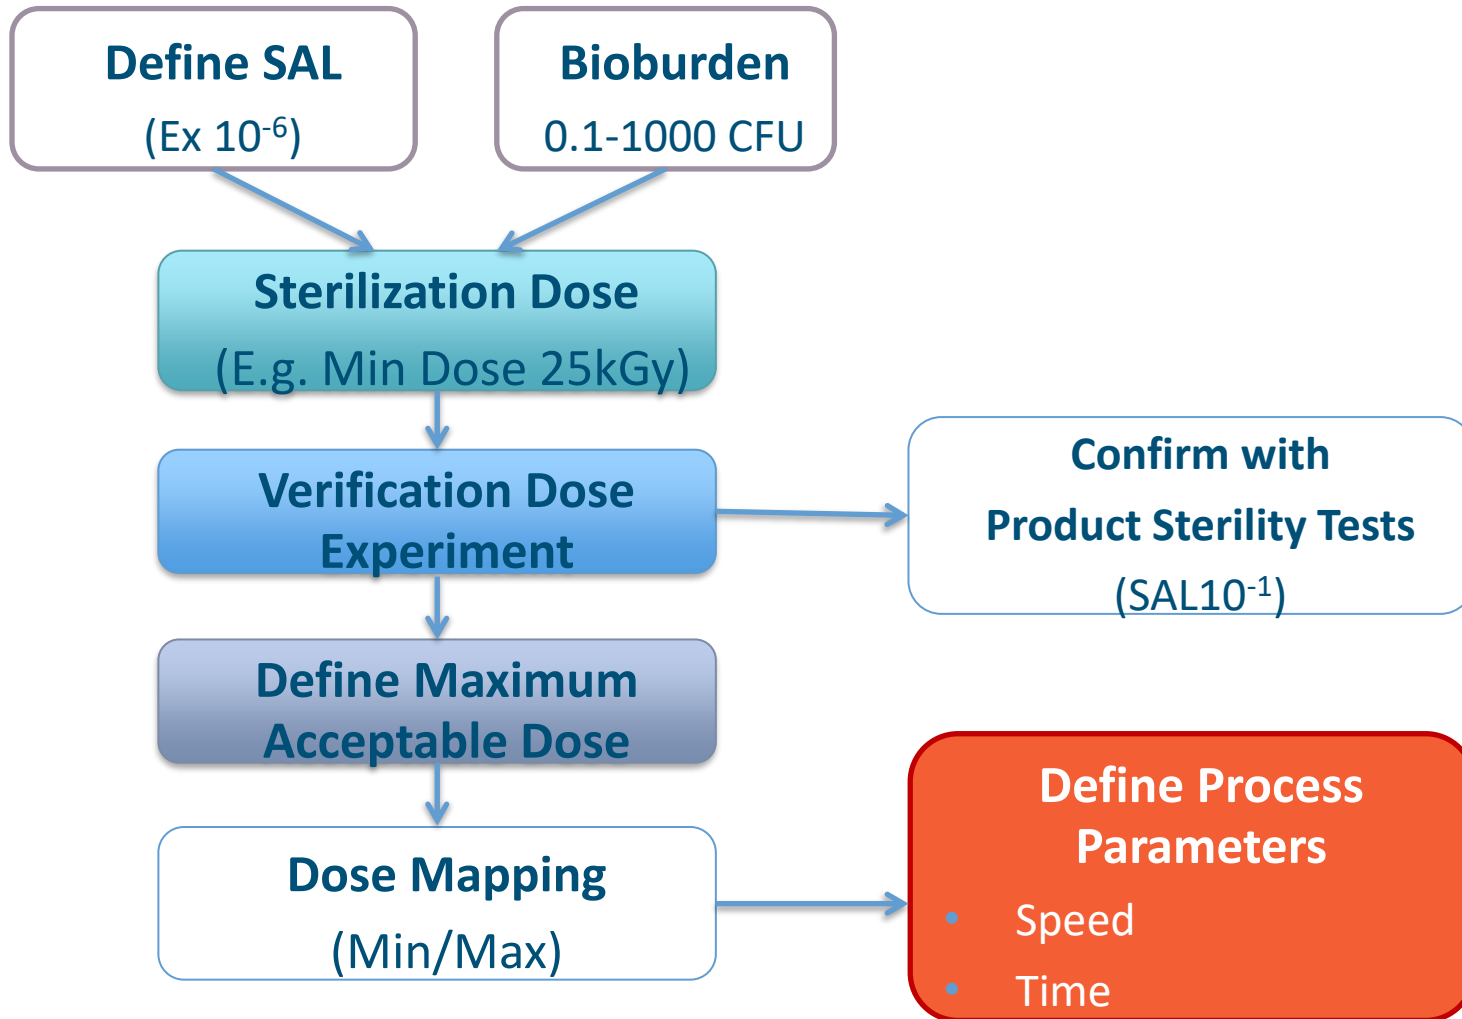 Define SAL
(Ex 10⁻⁶)
Bioburden
0.1-1000 CFU
Sterilization Dose
(E.g. Min Dose 25kGy)
Verification Dose
Experiment
Confirm with
Product Sterility Tests
(SAL10⁻¹)
Define Maximum
Acceptable Dose
Dose Mapping
(Min/Max)
Define Process
Parameters
• Speed
• Time